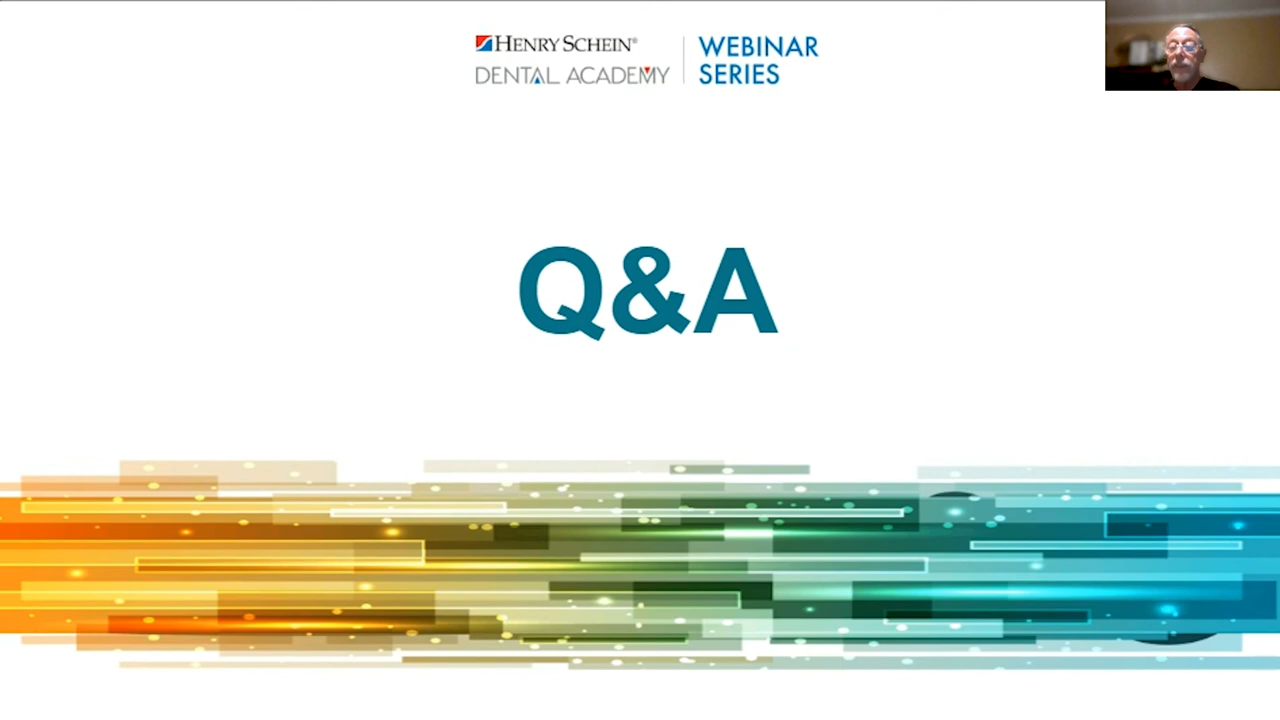 HENRY SCHEIN®
DENTAL ACADEMY
WEBINAR
SERIES
Q&A